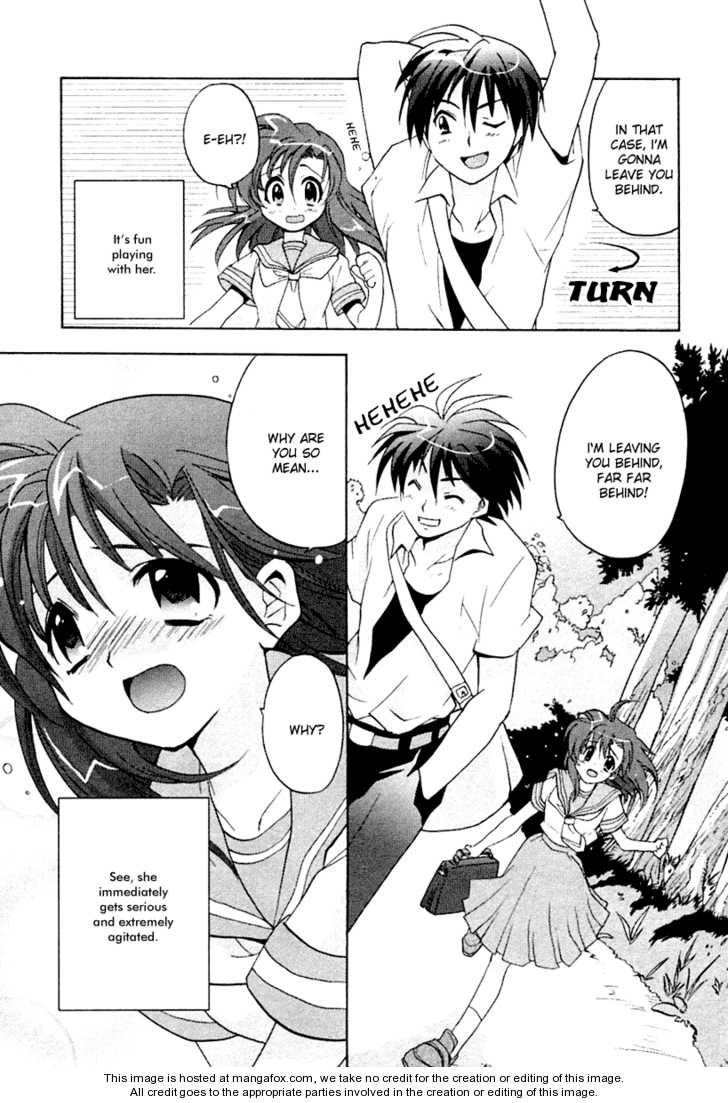 IN THAT
CASE, I'M
GONNA
LEAVE YOU
BEHIND.
TURN
HEHE
E-EH?!
It's fun
playing
with her.
I'M LEAVING
YOU BEHIND,
FAR FAR
BEHIND!
HEHEHE
WHY ARE
YOU SO
MEAN...
WHY?
See, she
immediately
gets serious
and extremely
agitated.
This image is hosted at mangafox.com, we take no credit for the creation or editing of this image.
All credit goes to the appropriate parties involved in the creation or editing of this image.